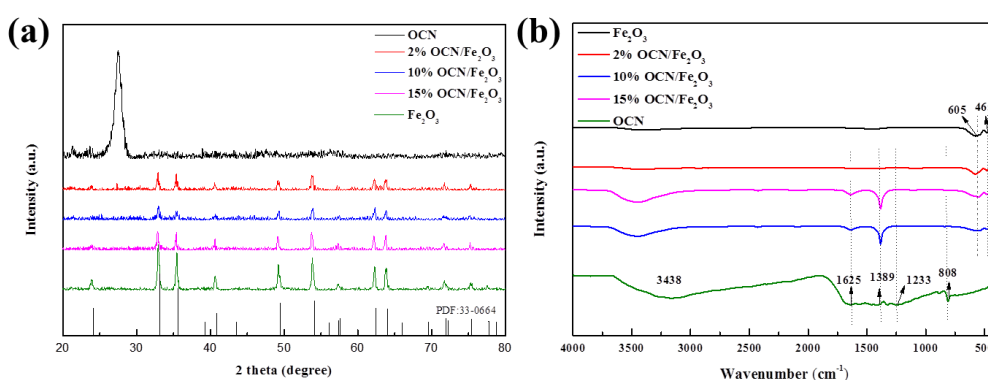 (a)
OCN
2% OCN/Fe₂O₃
10% OCN/Fe₂O₃
15% OCN/Fe₂O₃
Fe₂O₃
Intensity (a.u.)
PDF:33-0664
20 30 40 50 60 70 80
2 theta (degree)
(b)
Fe₂O₃
2% OCN/Fe₂O₃
10% OCN/Fe₂O₃
15% OCN/Fe₂O₃
OCN
605 46
Intensity (a.u.)
3438 1625 1389 1233 808
4000 3500 3000 2500 2000 1500 1000 500
Wavenumber (cm⁻¹)